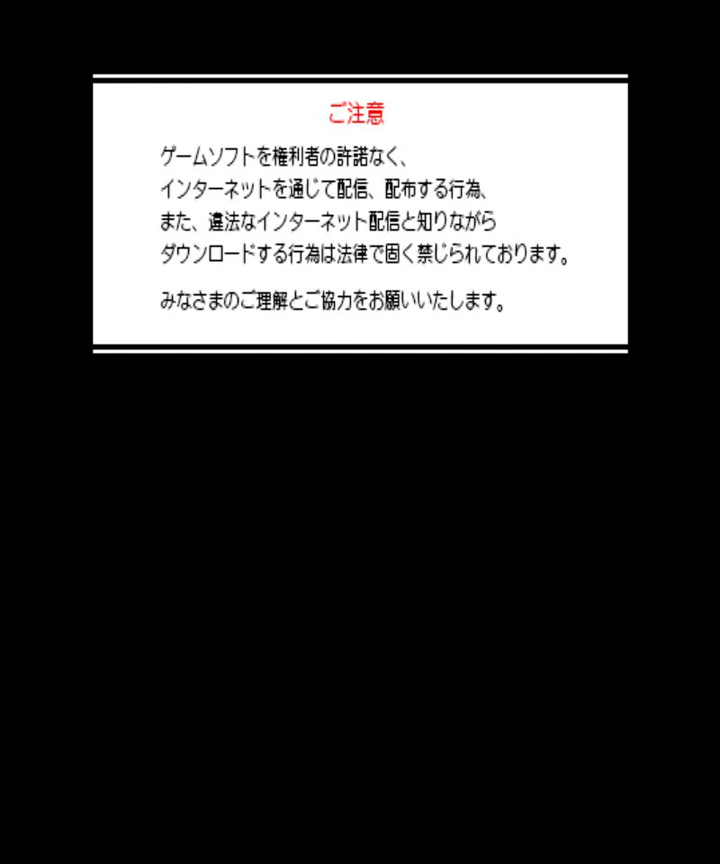 ご注意
ゲームソフトを権利者の許諾なく、
インターネットを通じて配信、配布する行為、
また、違法なインターネット配信と知りながら
ダウンロードする行為は法律で固く禁じられております。
みなさまのご理解とご協力をお願いいたします。